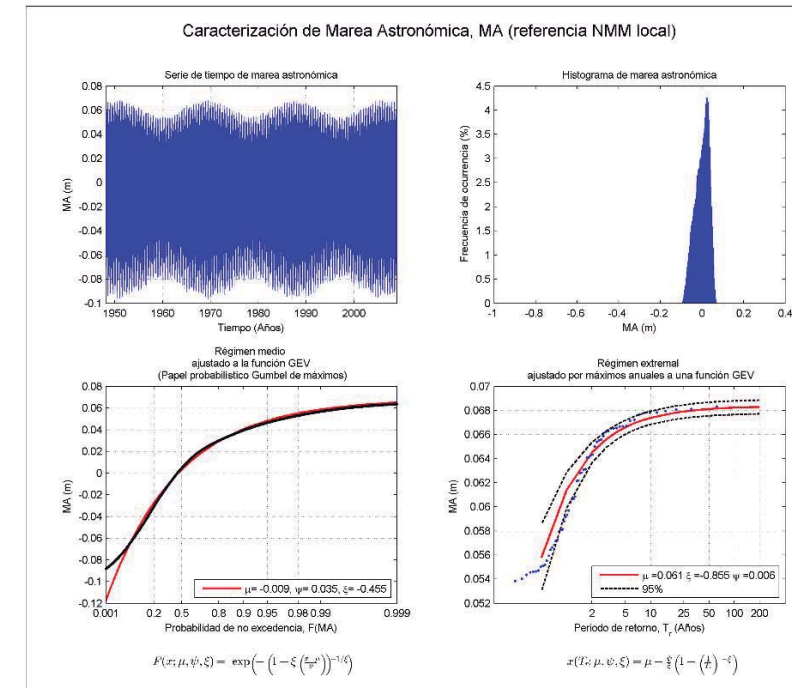 Caracterización de Marea Astronómica, MA (referencia NMM local)
Serie de tiempo de marea astronómica
0.08
0.06
0.04
0.02
0
-0.02
-0.04
-0.06
-0.08
-0.1
MA (m)
1950 1960 1970 1980 1990 2000
Tiempo (Años)
Histograma de marea astronómica
4.5
4
3.5
3
2.5
2
1.5
1
0.5
0
Frecuencia de ocurrencia (%)
-1 -0.8 -0.6 -0.4 -0.2 0 0.2 0.4
MA (m)
Régimen medio
ajustado a la función GEV
(Papel probabilístico Gumbel de máximos)
0.08
0.06
0.04
0.02
0
-0.02
-0.04
-0.06
-0.08
-0.1
-0.12
MA (m)
μ= -0.009, ψ= 0.035, ξ= -0.455
0.001 0.2 0.5 0.8 0.9 0.95 0.98 0.99 0.999
Probabilidad de no excedencia, F(MA)
Régimen extremal
ajustado por máximos anuales a una función GEV
0.07
0.068
0.066
0.064
0.062
0.06
0.058
0.056
0.054
0.052
MA (m)
μ =0.061 ξ =-0.855 ψ =0.006
95%
2 5 10 25 50 100 200
Periodo de retorno, Tr (Años)
F(x; μ, ψ, ξ) = exp(-(1-ξ(
x(
; μ, ψ, ξ) = μ - ψ/ξ (1 - (